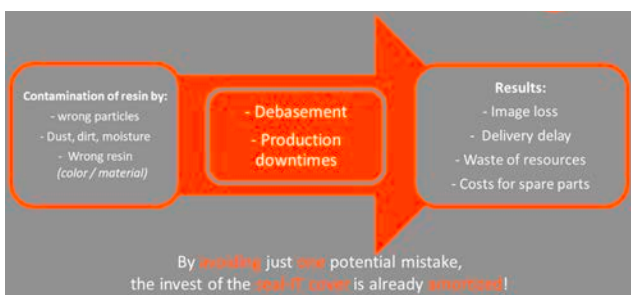 Contamination of resin by:
- wrong particles
- Dust, dirt, moisture
- Wrong resin
(color / material)
- Debasement
- Production
downtimes
Results:
- Image loss
- Delivery delay
- Waste of resources
- Costs for spare parts
By avoiding just one potential mistake,
the invest of the seal-IT cover is already amortized!